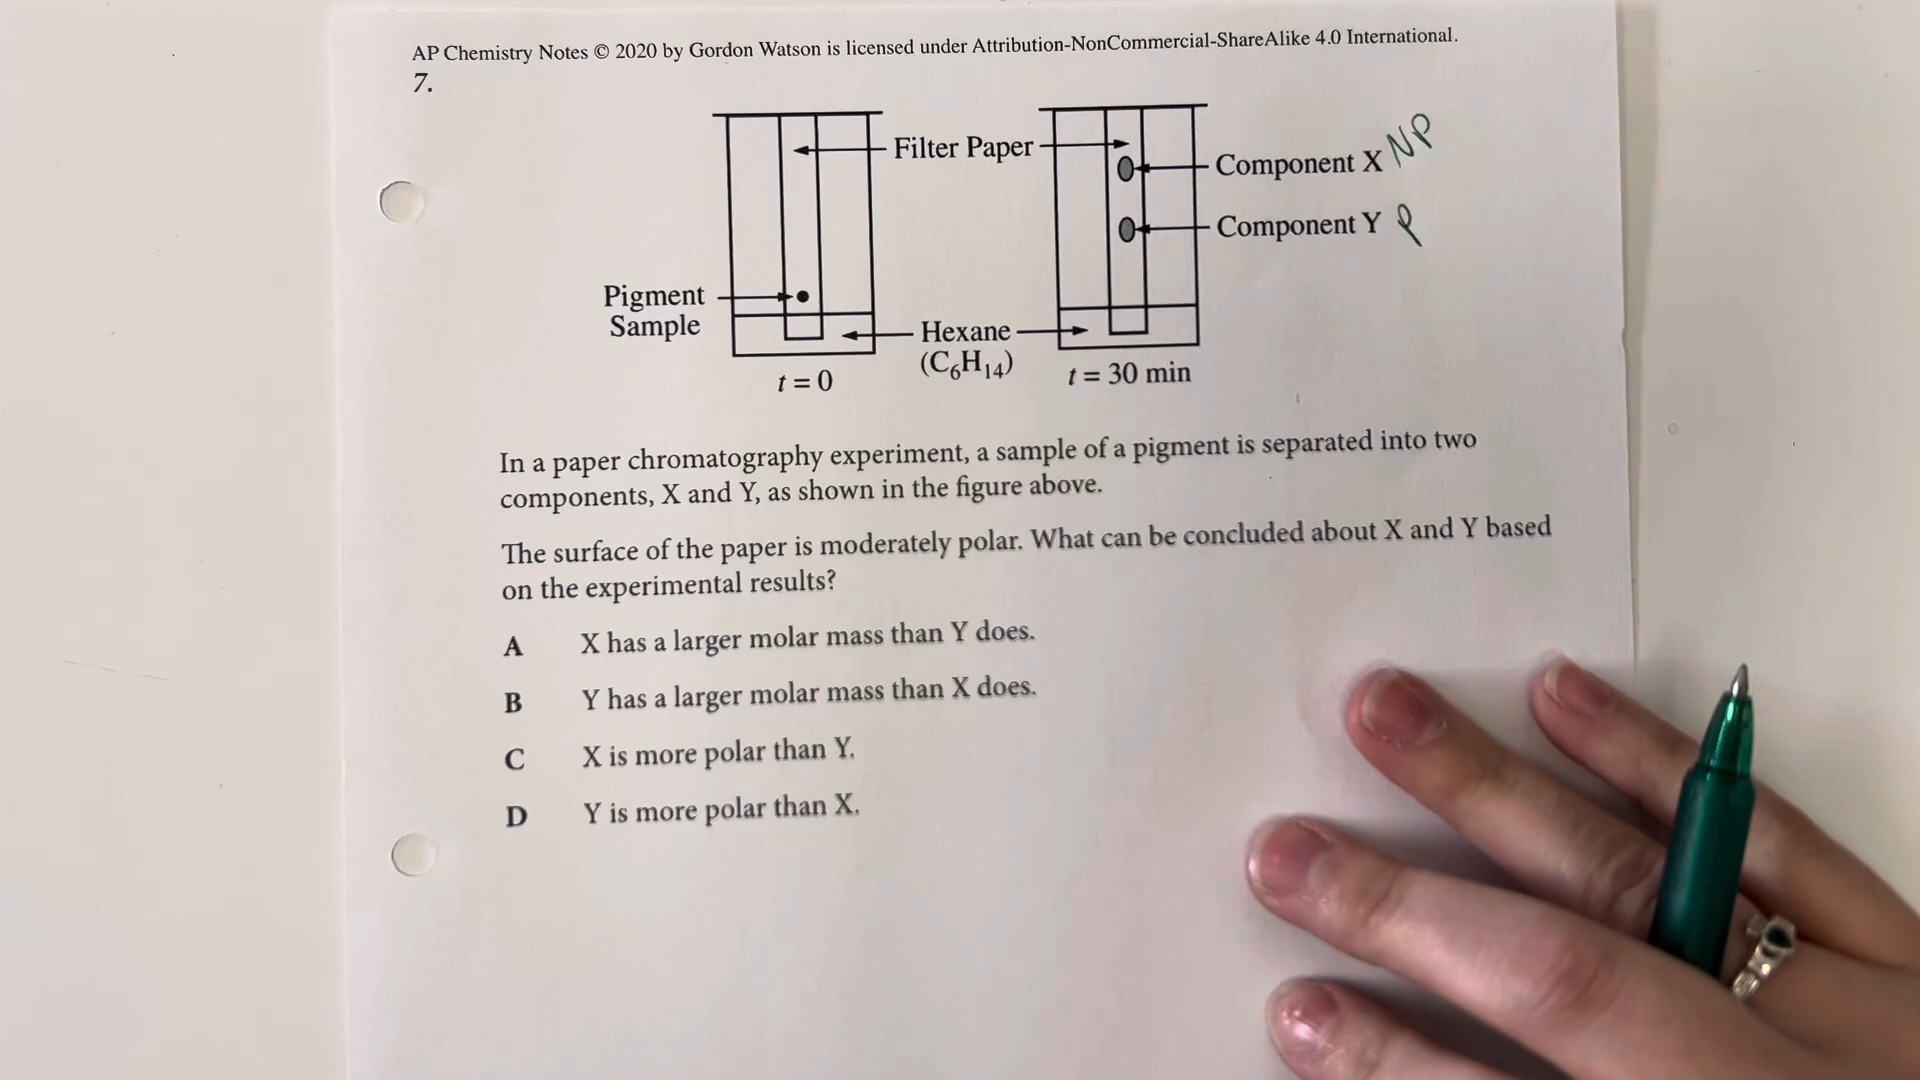 AP Chemistry Notes © 2020 by Gordon Watson is licensed under Attribution-NonCommercial-ShareAlike 4.0 International.
7.
Filter Paper
Component X NP
Component Y P
Pigment
Sample
Hexane
(C₆H₁₄)
t = 0
t = 30 min
In a paper chromatography experiment, a sample of a pigment is separated into two
components, X and Y, as shown in the figure above.
The surface of the paper is moderately polar. What can be concluded about X and Y based
on the experimental results?
A X has a larger molar mass than Y does.
B Y has a larger molar mass than X does.
C X is more polar than Y.
D Y is more polar than X.